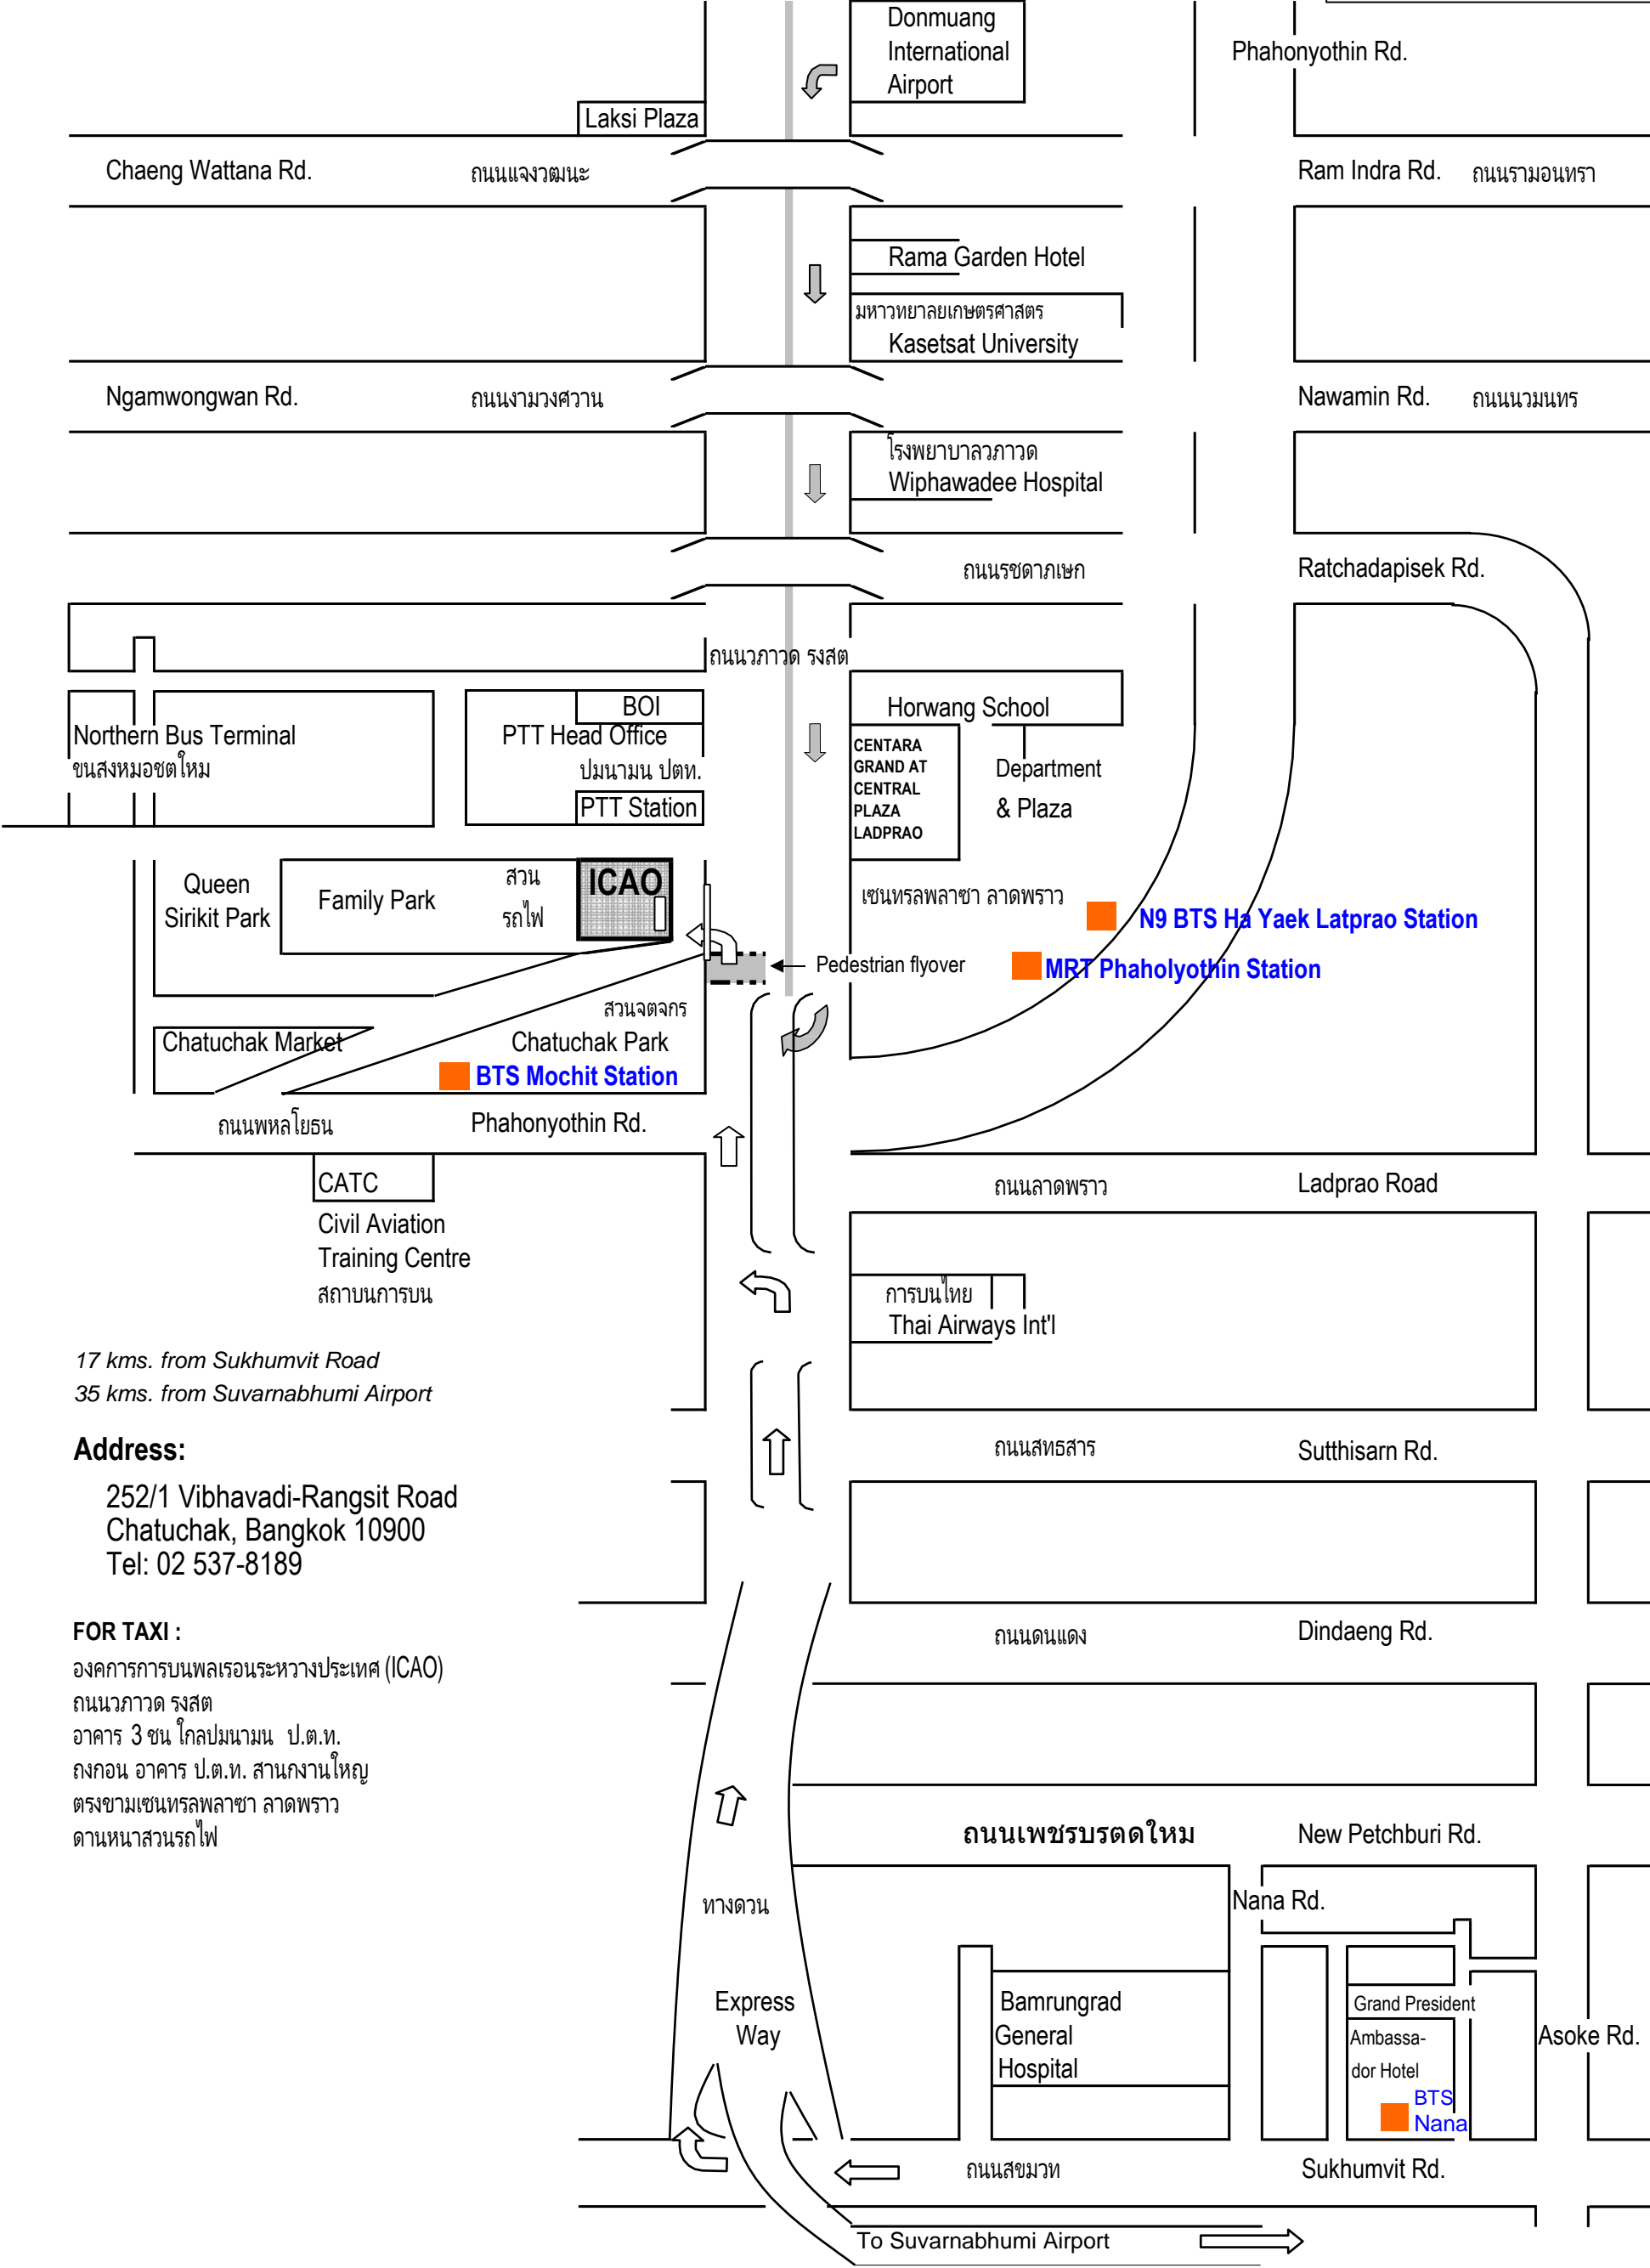 Donmuang
International
Airport
Phahonyothin Rd.
Laksi Plaza
Chaeng Wattana Rd.
ถนนแจงวฒนะ
Ram Indra Rd.
ถนนรามอนทรา
Rama Garden Hotel
มหาวทยาลยเกษตรศาสตร
Kasetsat University
Ngamwongwan Rd.
ถนนงามวงศวาน
Nawamin Rd.
ถนนนวมนทร
โรงพยาบาลวภาวด
Wiphawadee Hospital
ถนนรชดาภเษก
Ratchadapisek Rd.
ถนนวภาวด รงสต
BOI
Horwang School
Northern Bus Terminal
ขนสงหมอชตใหม
PTT Head Office
ปมนามน ปตท.
PTT Station
CENTARA
GRAND AT
CENTRAL
PLAZA
LADPRAO
Department
& Plaza
Queen
Sirikit Park
Family Park
สวน
รถไฟ
ICAO
เซนทรลพลาซา ลาดพราว
N9 BTS Ha Yaek Latprao Station
Pedestrian flyover
MRT Phaholyothin Station
สวนจตจกร
Chatuchak Market
Chatuchak Park
BTS Mochit Station
ถนนพหลโยธน
Phahonyothin Rd.
CATC
Civil Aviation
Training Centre
สถาบนการบน
ถนนลาดพราว
Ladprao Road
การบนไทย
Thai Airways Int'l
17 kms. from Sukhumvit Road
35 kms. from Suvarnabhumi Airport
Address:
252/1 Vibhavadi-Rangsit Road
Chatuchak, Bangkok 10900
Tel: 02 537-8189
ถนนสทธสาร
Sutthisarn Rd.
FOR TAXI :
องคการการบนพลเรอนระหวางประเทศ (ICAO)
ถนนวภาวด รงสต
อาคาร 3 ชน ใกลปมนามน ป.ต.ท.
ถงกอน อาคาร ป.ต.ท. สานกงานใหญ
ตรงขามเซนทรลพลาซา ลาดพราว
ดานหนาสวนรถไฟ
ถนนดนแดง
Dindaeng Rd.
ถนนเพชรบรตดใหม
New Petchburi Rd.
ทางดวน
Nana Rd.
Express
Way
Bamrungrad
General
Hospital
Grand President
Ambassa-
dor Hotel
BTS
Nana
Asoke Rd.
ถนนสขมวท
Sukhumvit Rd.
To Suvarnabhumi Airport